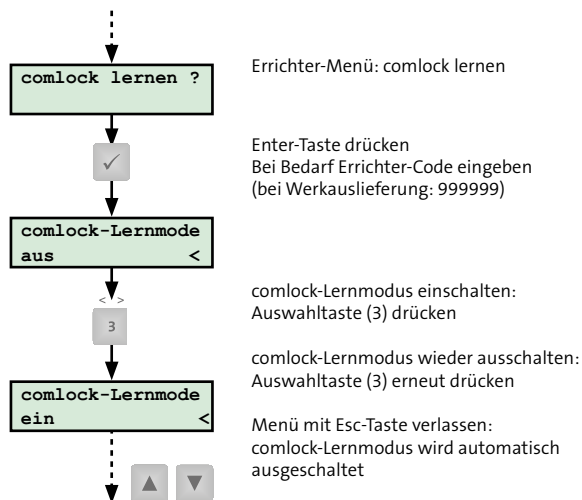 comlock lernen ?
Errichter-Menü: comlock lernen
Enter-Taste drücken
Bei Bedarf Errichter-Code eingeben
(bei Werkauslieferung: 999999)
comlock-Lernmode
aus <
< >
3
comlock-Lernmodus einschalten:
Auswahltaste (3) drücken
comlock-Lernmodus wieder ausschalten:
Auswahltaste (3) erneut drücken
comlock-Lernmode
ein <
Menü mit Esc-Taste verlassen:
comlock-Lernmodus wird automatisch
ausgeschaltet